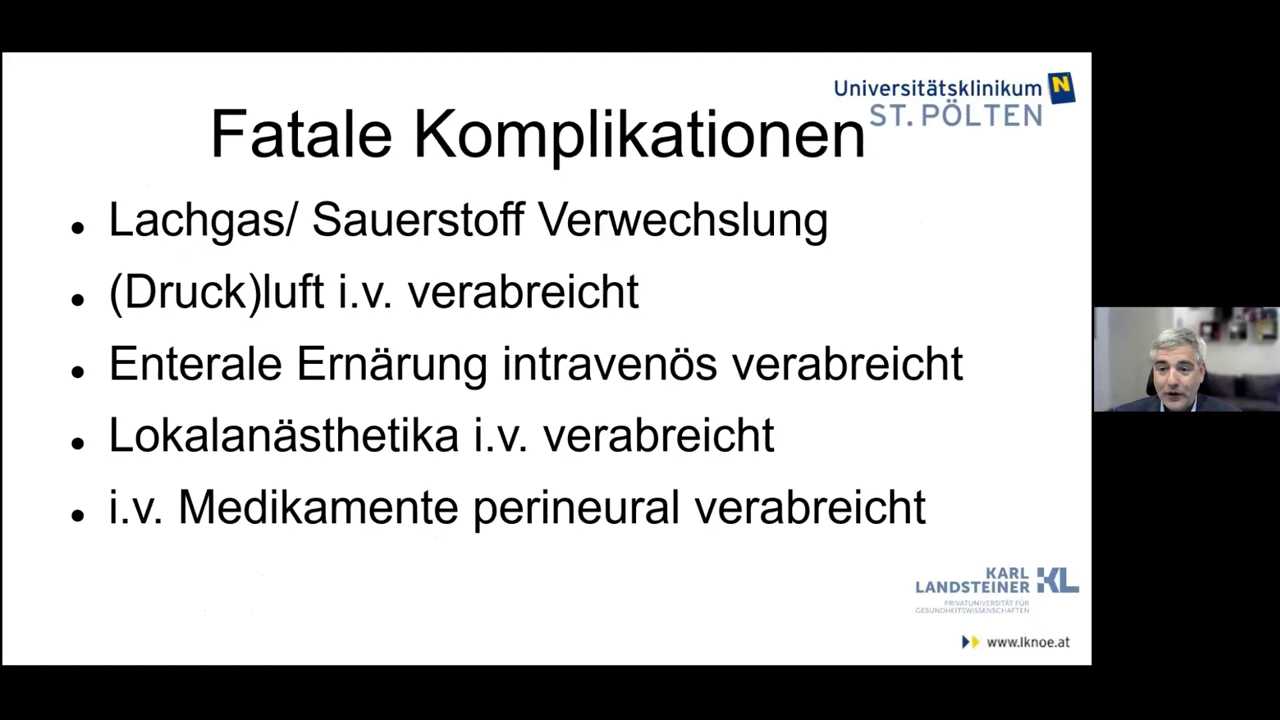 Universitätsklinikum N
ST. PÖLTEN
Fatale Komplikationen
• Lachgas/ Sauerstoff Verwechslung
• (Druck)luft i.v. verabreicht
• Enterale Ernärung intravenös verabreicht
• Lokalanästhetika i.v. verabreicht
• i.v. Medikamente perineural verabreicht
KARL
LANDSTEINER KL
PRIVATUNIVERSITÄT FÜR
GESUNDHEITSWISSENSCHAFTEN
www.lknoe.at